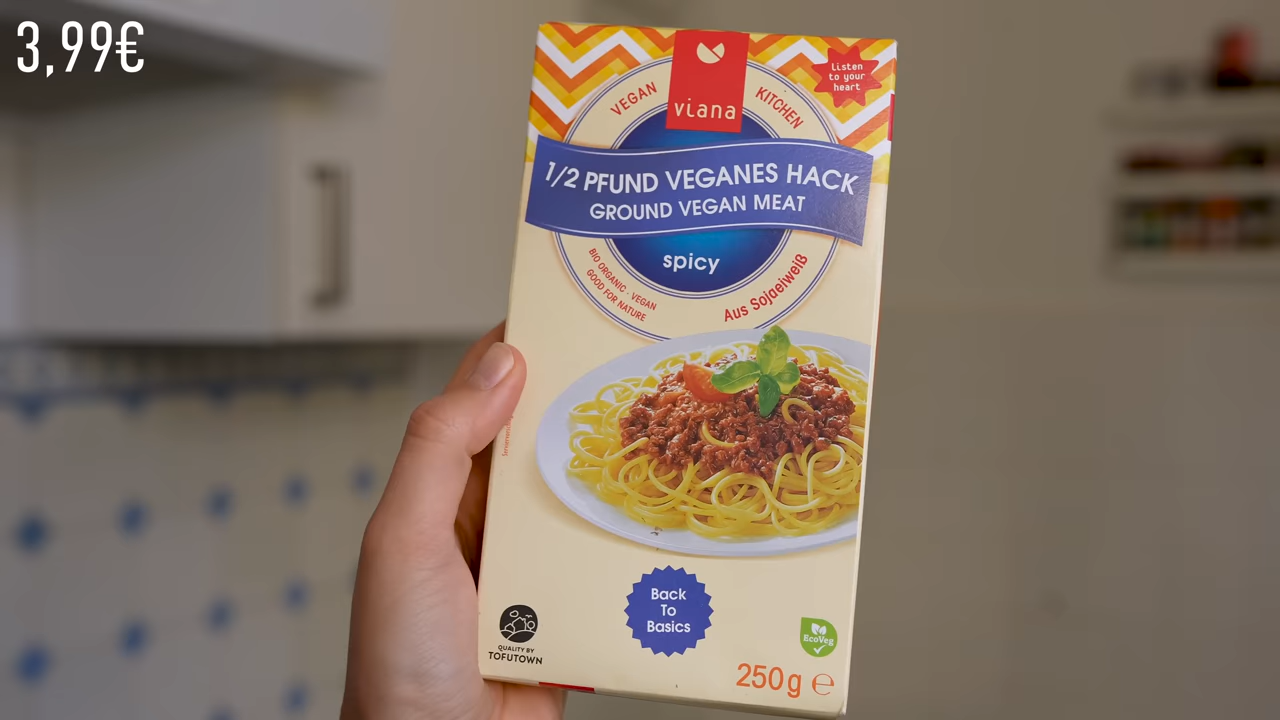 3,99€
VEGAN
KITCHEN
viana
Listen
to your
heart
1/2 PFUND VEGANES HACK
GROUND VEGAN MEAT
spicy
BIO ORGANIC · VEGAN
GOOD FOR NATURE
Aus Sojaeiweiß
Back
To
Basics
QUALITY BY
TOFUTOWN
EcoVeg
250g ℮